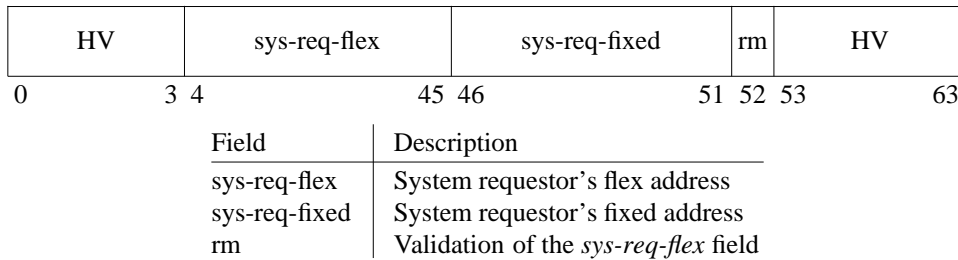 HV sys-req-flex sys-req-fixed rm HV
0 3 4 45 46 51 52 53 63
Field Description
sys-req-flex System requestor's flex address
sys-req-fixed System requestor's fixed address
rm Validation of the sys-req-flex field